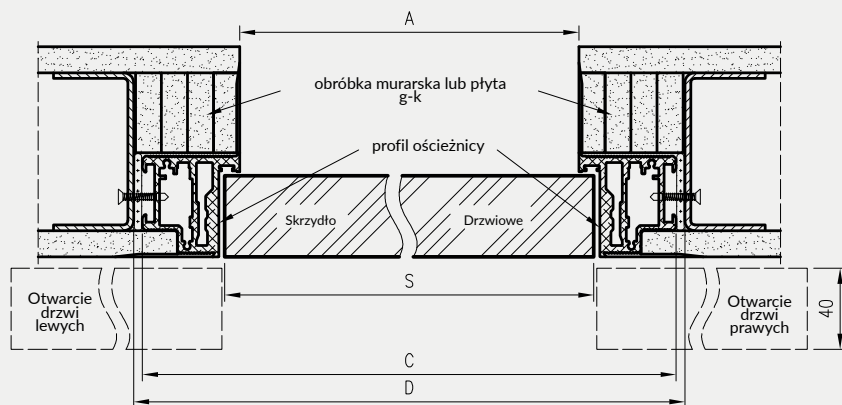 A
obróbka murarska lub płyta
g-k
profil ościeżnicy
Skrzydło
Drzwiowe
S
Otwarcie
drzwi
lewych
Otwarcie
drzwi
prawych
40
C
D